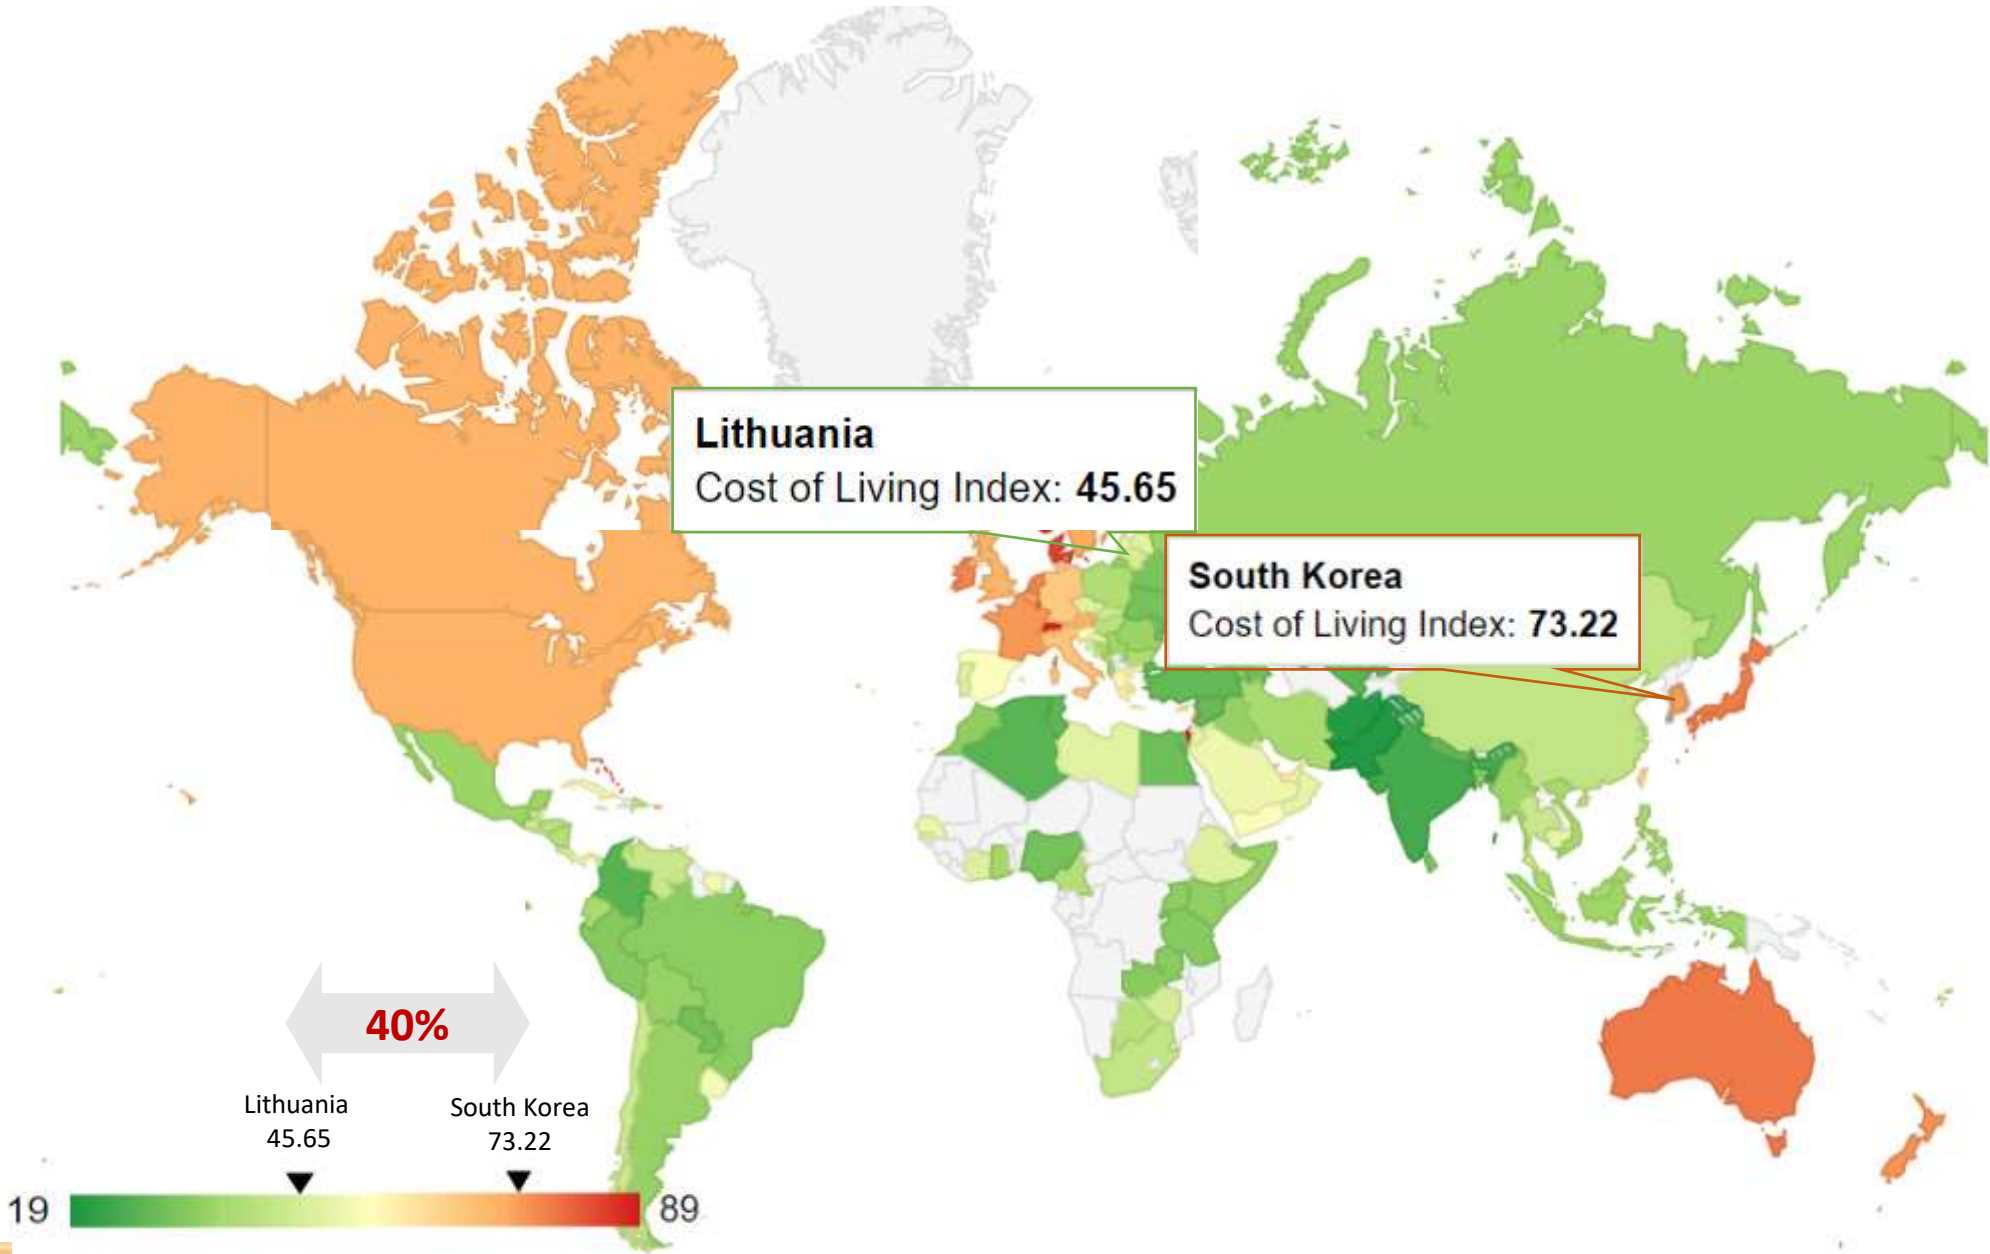 Lithuania
Cost of Living Index: 45.65
South Korea
Cost of Living Index: 73.22
40%
Lithuania
45.65
South Korea
73.22
19
89